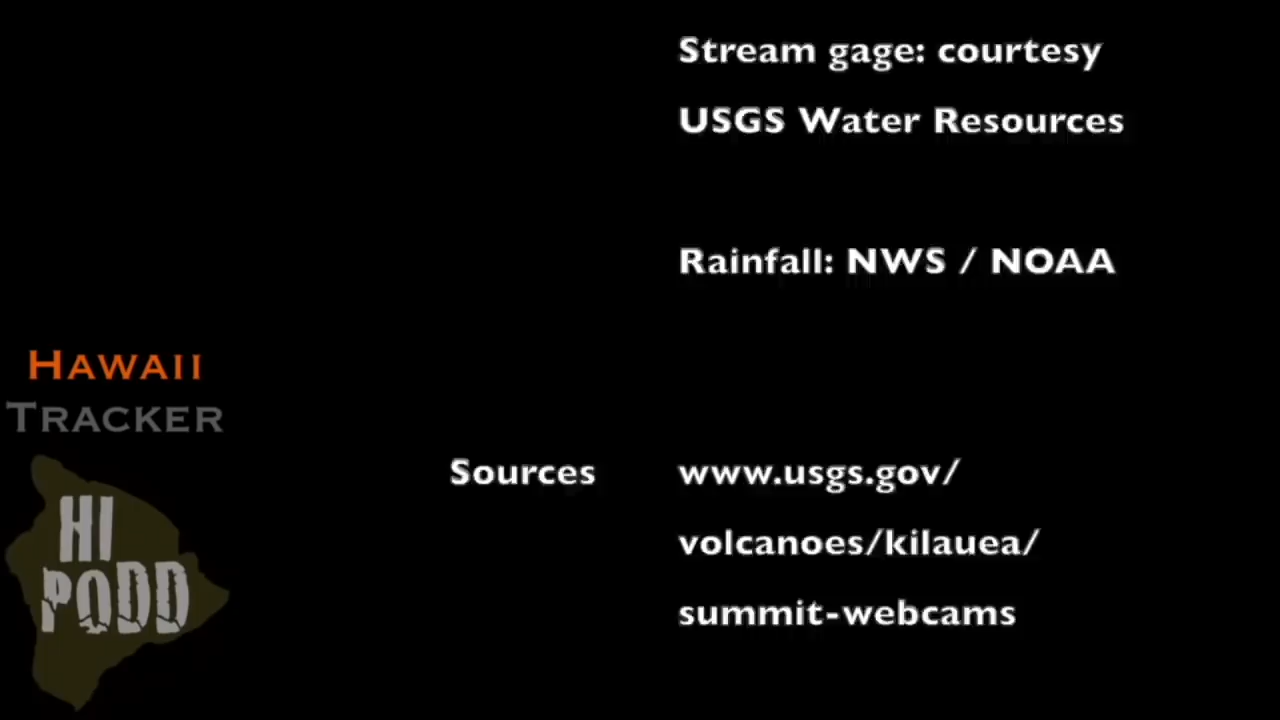 Stream gage: courtesy
USGS Water Resources
Rainfall: NWS / NOAA
HAWAII
TRACKER
HI
PODD
Sources www.usgs.gov/
volcanoes/kilauea/
summit-webcams